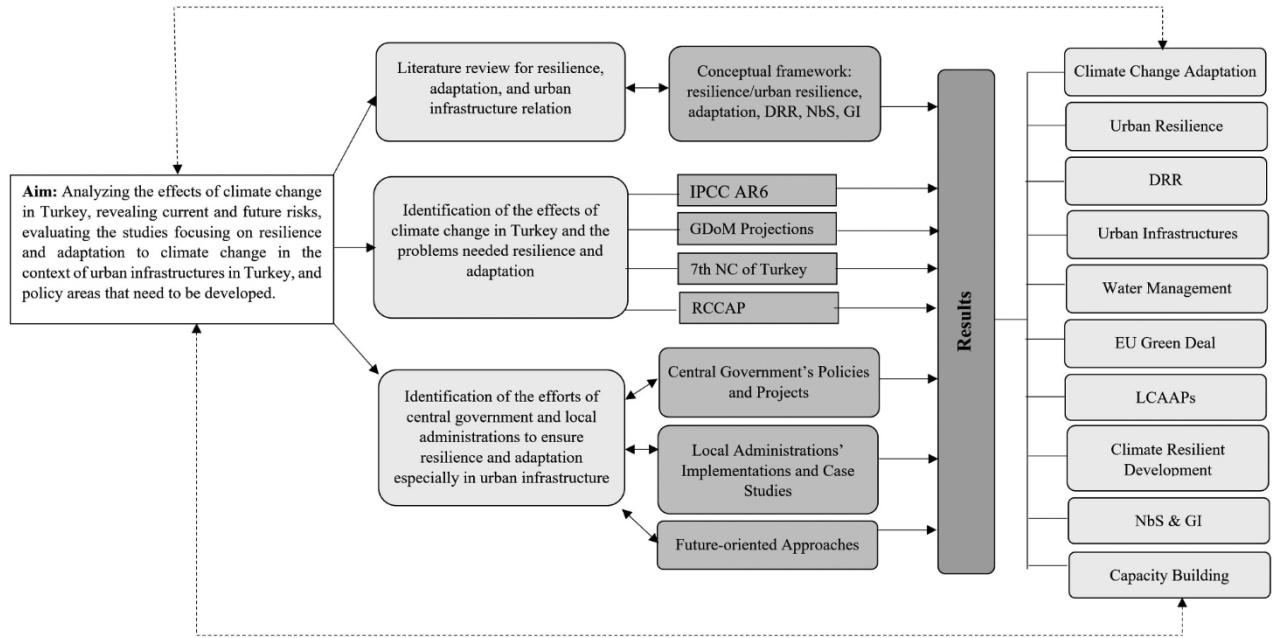 Aim: Analyzing the effects of climate change
in Turkey, revealing current and future risks,
evaluating the studies focusing on resilience
and adaptation to climate change in the
context of urban infrastructures in Turkey, and
policy areas that need to be developed.
Literature review for resilience,
adaptation, and urban
infrastructure relation
Identification of the effects of
climate change in Turkey and the
problems needed resilience and
adaptation
Identification of the efforts of
central government and local
administrations to ensure
resilience and adaptation
especially in urban infrastructure
Conceptual framework:
resilience/urban resilience,
adaptation, DRR, NbS, GI
IPCC AR6
GDoM Projections
7th NC of Turkey
RCCAP
Central Government’s Policies
and Projects
Local Administrations’
Implementations and Case
Studies
Future-oriented Approaches
Results
Climate Change Adaptation
Urban Resilience
DRR
Urban Infrastructures
Water Management
EU Green Deal
LCAAPs
Climate Resilient
Development
NbS & GI
Capacity Building